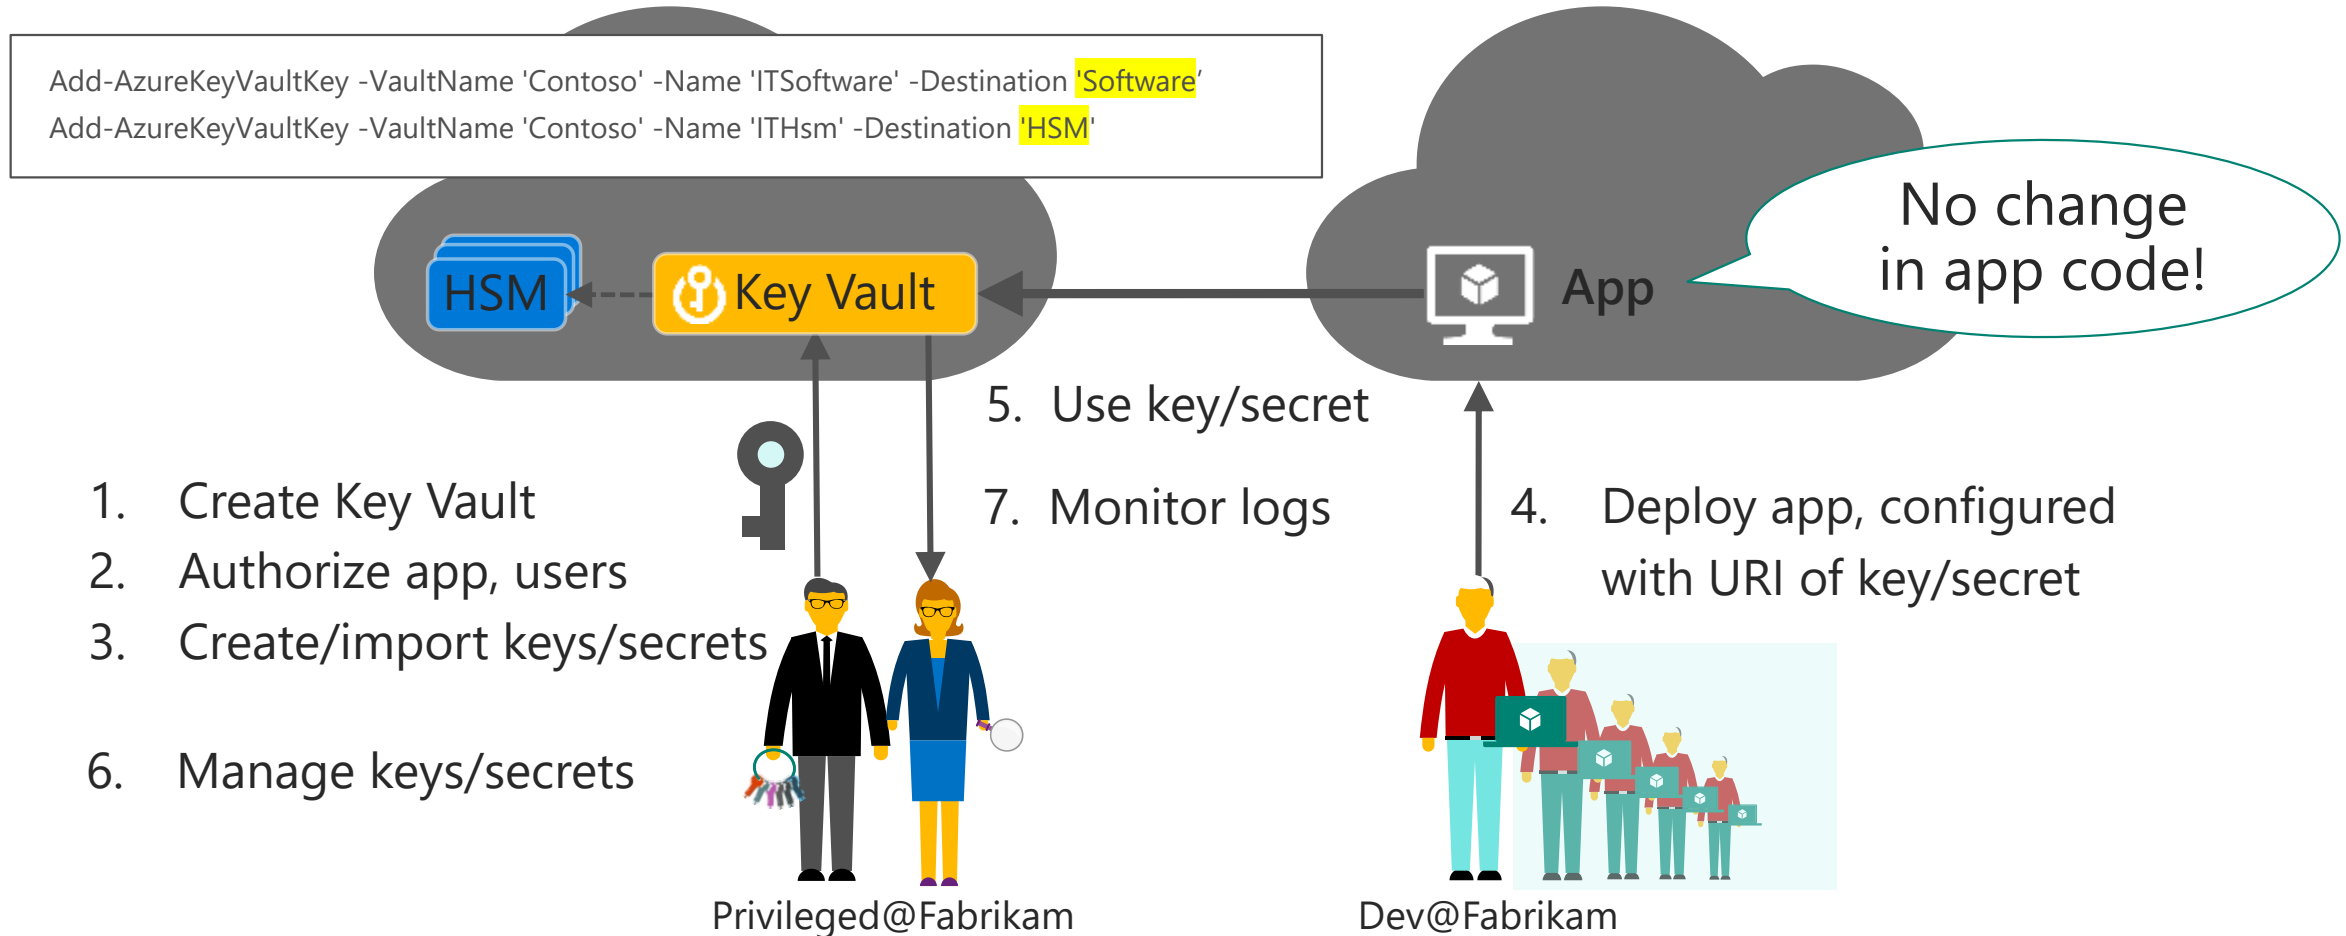 Add-AzureKeyVaultKey -VaultName 'Contoso' -Name 'ITSoftware' -Destination 'Software’
Add-AzureKeyVaultKey -VaultName 'Contoso' -Name 'ITHsm' -Destination 'HSM'
No change
in app code!
HSM
Key Vault
App
5. Use key/secret
1. Create Key Vault
2. Authorize app, users
3. Create/import keys/secrets
6. Manage keys/secrets
7. Monitor logs
4. Deploy app, configured
with URI of key/secret
Privileged@Fabrikam
Dev@Fabrikam